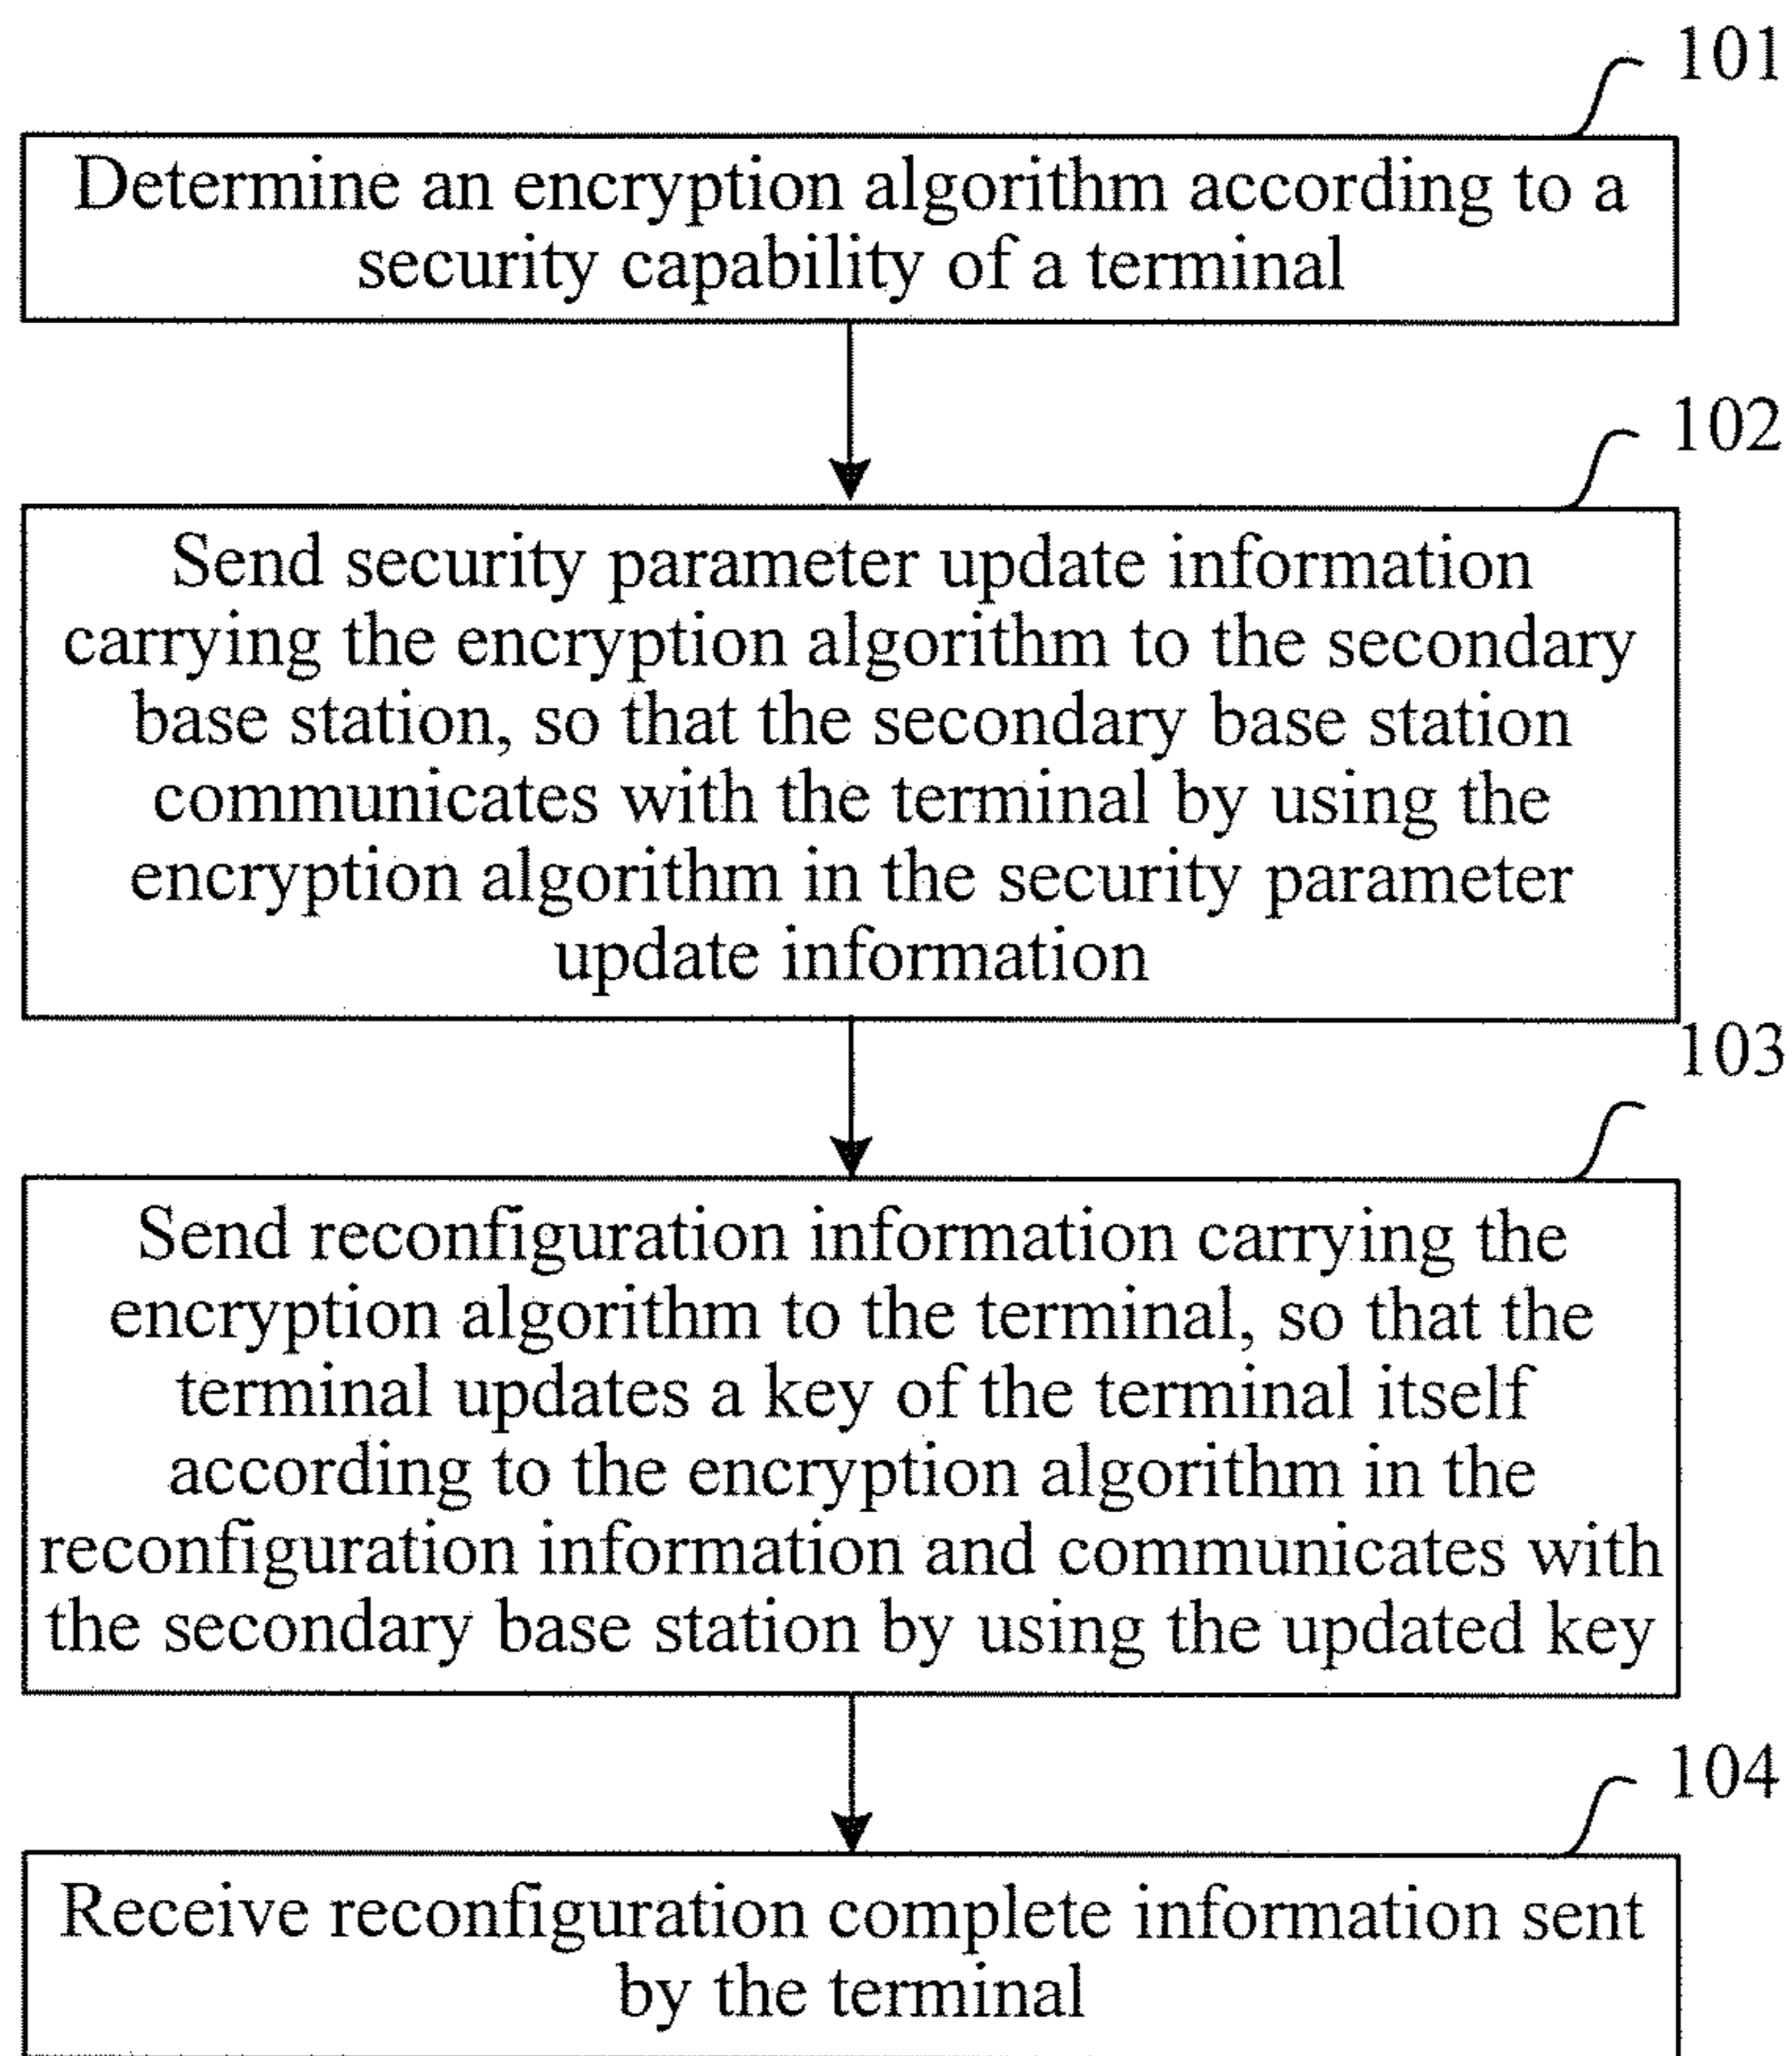 101
Determine an encryption algorithm according to a
security capability of a terminal
102
Send security parameter update information
carrying the encryption algorithm to the secondary
base station, so that the secondary base station
communicates with the terminal by using the
encryption algorithm in the security parameter
update information
103
Send reconfiguration information carrying the
encryption algorithm to the terminal, so that the
terminal updates a key of the terminal itself
according to the encryption algorithm in the
reconfiguration information and communicates with
the secondary base station by using the updated key
104
Receive reconfiguration complete information sent
by the terminal